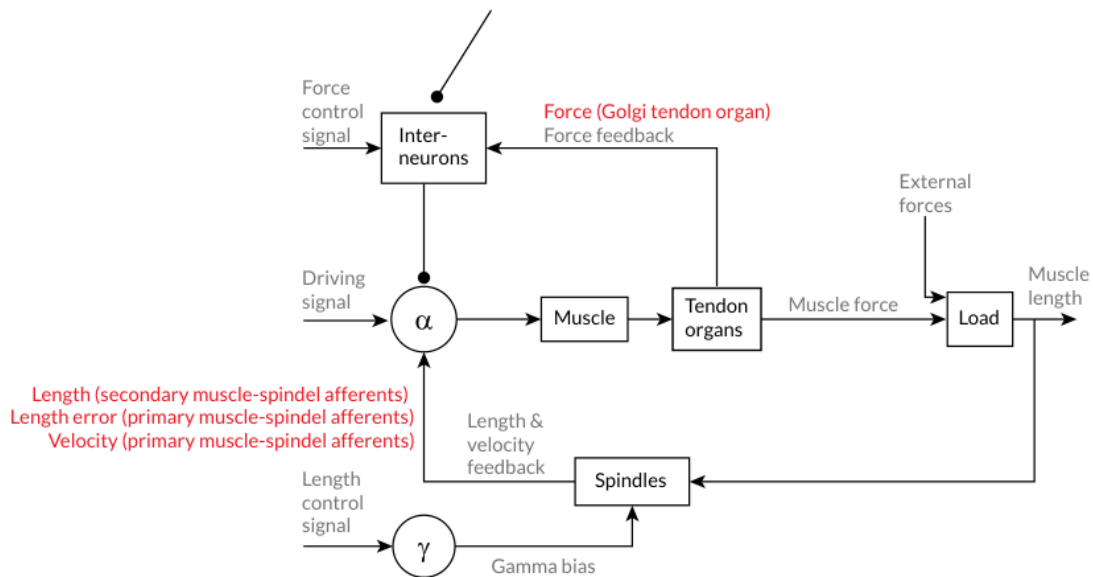 Force
control
signal
Inter-
neurons
Force (Golgi tendon organ)
Force feedback
External
forces
Driving
signal
α
Muscle
Tendon
organs
Muscle force
Load
Muscle
length
Length (secondary muscle-spindel afferents)
Length error (primary muscle-spindel afferents)
Velocity (primary muscle-spindel afferents)
Length &
velocity
feedback
Spindles
Length
control
signal
γ
Gamma bias